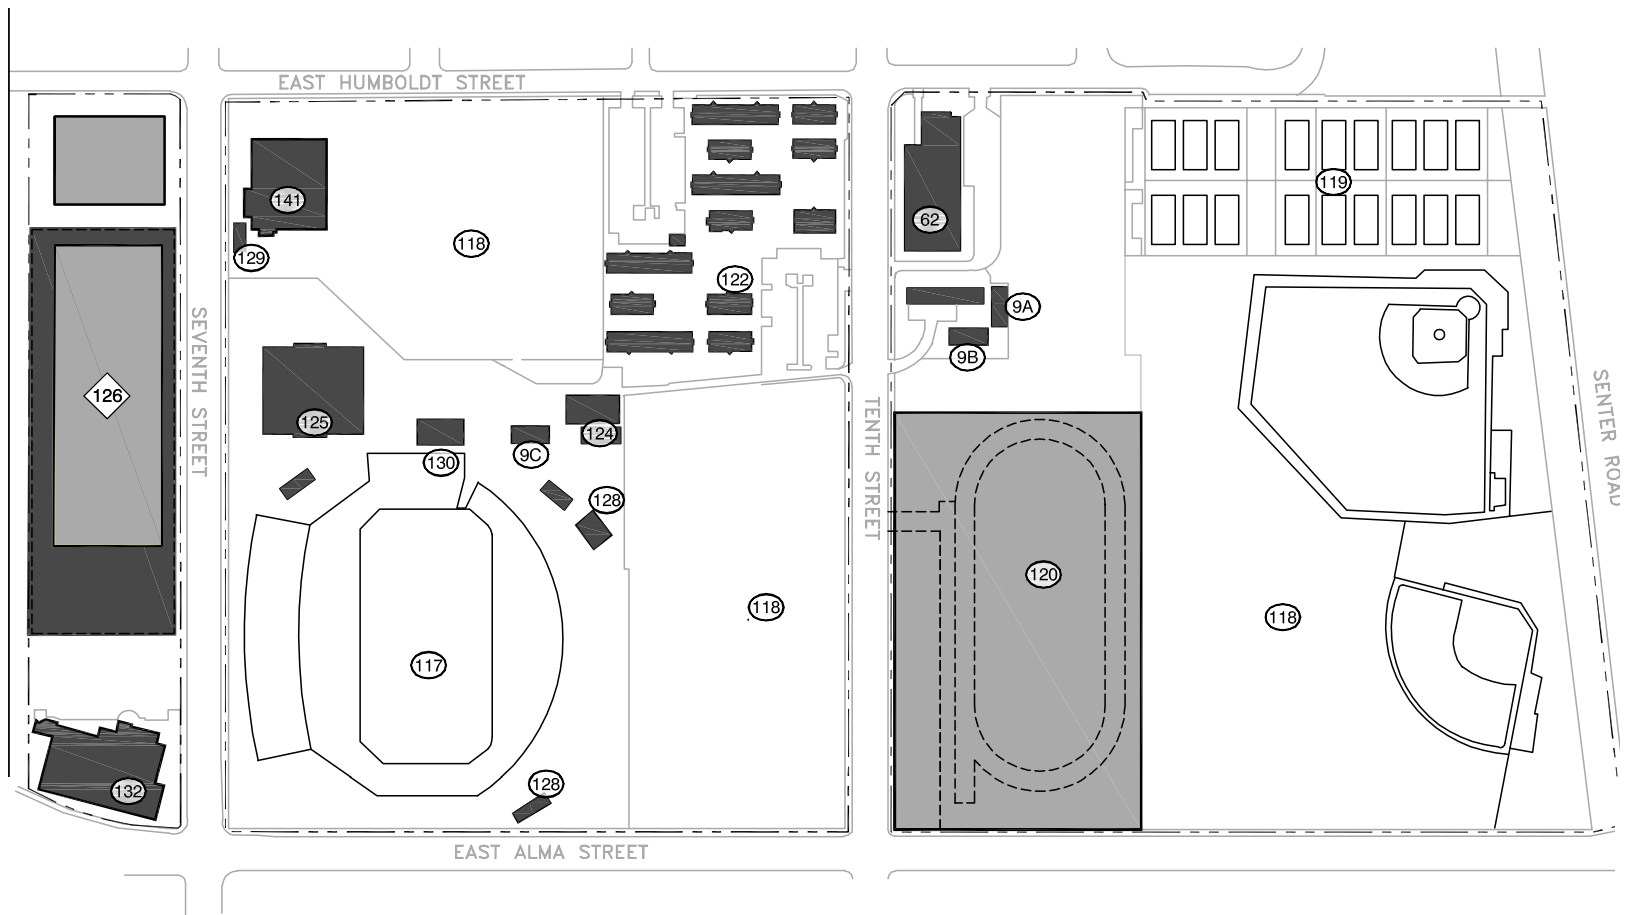 EAST HUMBOLDT STREET
141
129
118
122
62
119
9A
9B
126
SEVENTH STREET
125
130
9C
124
128
TENTH STREET
SENTER ROAD
120
118
118
117
128
132
EAST ALMA STREET